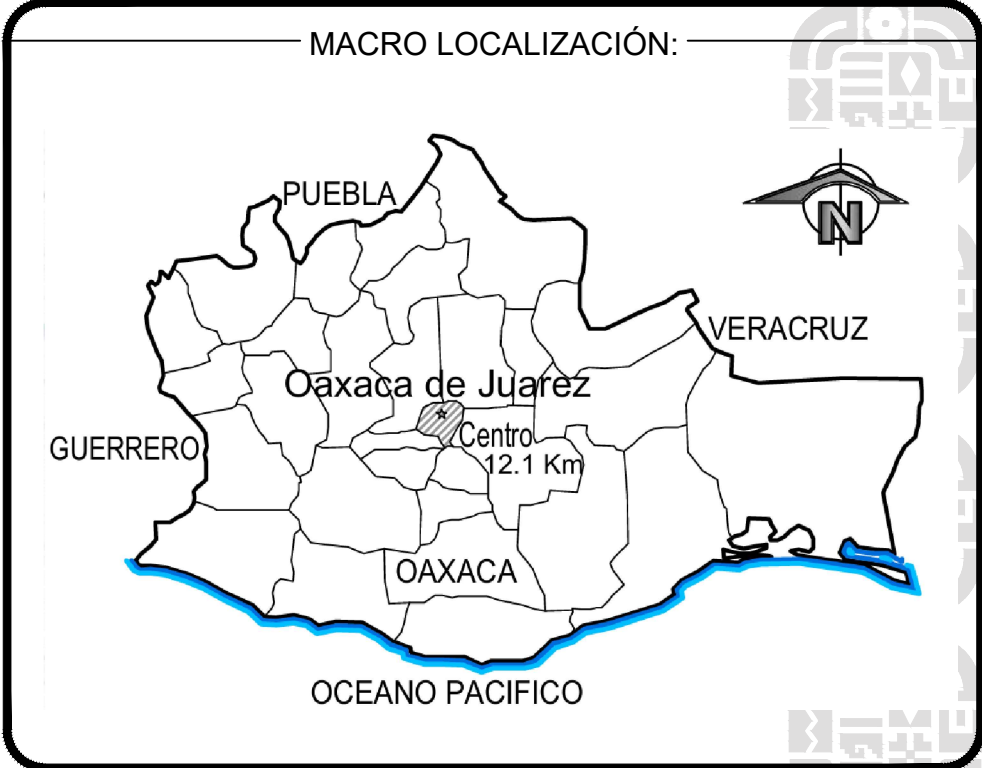 MACRO LOCALIZACIÓN:
PUEBLA
N
VERACRUZ
Oaxaca de Juarez
GUERRERO
Centro
12.1 Km
OAXACA
OCEANO PACIFICO